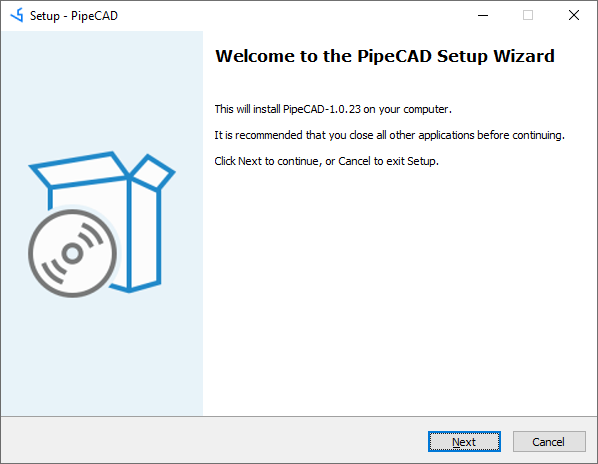 Setup - PipeCAD
Welcome to the PipeCAD Setup Wizard
This will install PipeCAD-1.0.23 on your computer.
It is recommended that you close all other applications before continuing.
Click Next to continue, or Cancel to exit Setup.
Next
Cancel